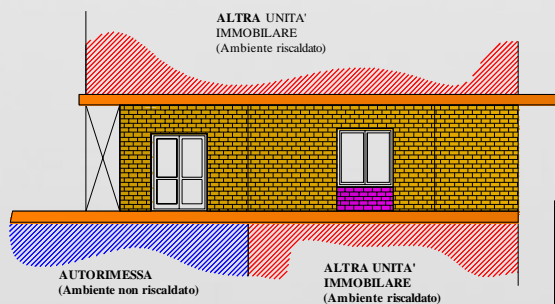 ALTRA UNITA'
IMMOBILARE
(Ambiente riscaldato)
AUTORIMESSA
(Ambiente non riscaldato)
ALTRA UNITA'
IMMOBILARE
(Ambiente riscaldato)